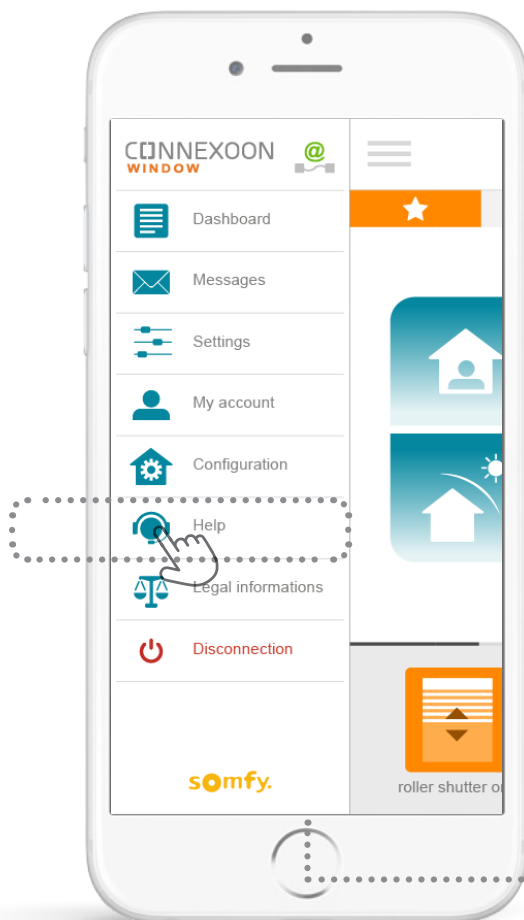 CONNEXOON
WINDOW
@
Dashboard
Messages
Settings
My account
Configuration
Help
Legal informations
Disconnection
somfy.
roller shutter